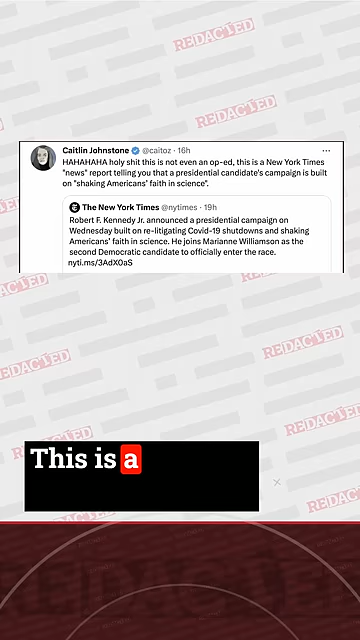 REDACTED
REDACTED
Caitlin Johnstone @caitoz · 16h
HAHAHAHA holy shit this is not even an op-ed, this is a New York Times
"news" report telling you that a presidential candidate's campaign is built
on "shaking Americans' faith in science".
The New York Times @nytimes · 19h
Robert F. Kennedy Jr. announced a presidential campaign on
Wednesday built on re-litigating Covid-19 shutdowns and shaking
Americans' faith in science. He joins Marianne Williamson as the
second Democratic candidate to officially enter the race.
nyti.ms/3AdX0aS
REDACTED
REDACTED
REDACTED
REDACTED
This is a
REDACTED
REDACTED